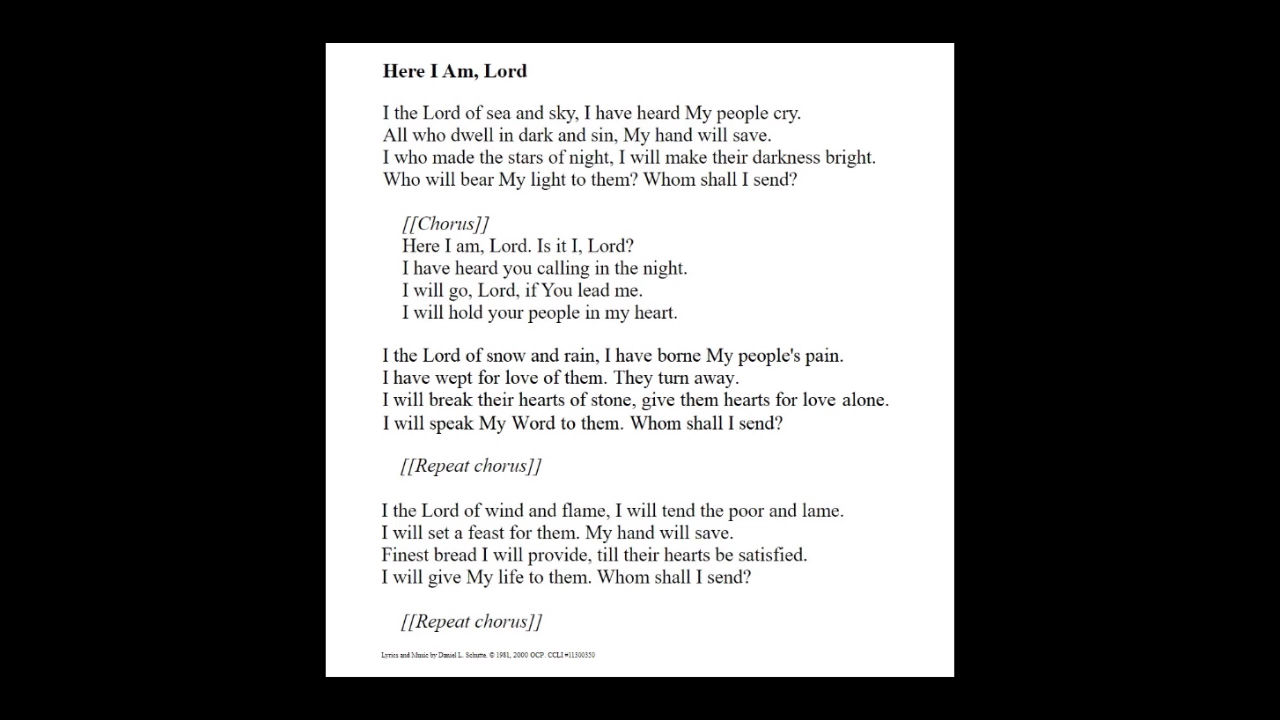 Here I Am, Lord
I the Lord of sea and sky, I have heard My people cry.
All who dwell in dark and sin, My hand will save.
I who made the stars of night, I will make their darkness bright.
Who will bear My light to them? Whom shall I send?
[[Chorus]]
Here I am, Lord. Is it I, Lord?
I have heard you calling in the night.
I will go, Lord, if You lead me.
I will hold your people in my heart.
I the Lord of snow and rain, I have borne My people's pain.
I have wept for love of them. They turn away.
I will break their hearts of stone, give them hearts for love alone.
I will speak My Word to them. Whom shall I send?
[[Repeat chorus]]
I the Lord of wind and flame, I will tend the poor and lame.
I will set a feast for them. My hand will save.
Finest bread I will provide, till their hearts be satisfied.
I will give My life to them. Whom shall I send?
[[Repeat chorus]]
Lyrics and Music by Daniel L. Schutte. © 1981, 2000 OCP. CCLI #11300350